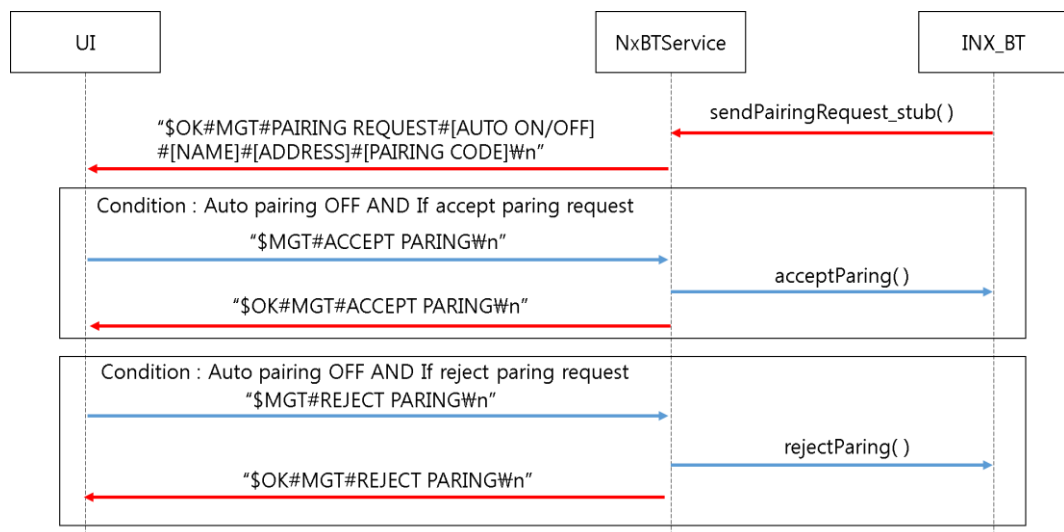 UI
NxBTService
INX_BT
sendPairingRequest_stub( )
“$OK#MGT#PAIRING REQUEST#[AUTO ON/OFF]
#[NAME]#[ADDRESS]#[PAIRING CODE]₩n”
Condition : Auto pairing OFF AND If accept paring request
“$MGT#ACCEPT PARING₩n”
acceptParing( )
“$OK#MGT#ACCEPT PARING₩n”
Condition : Auto pairing OFF AND If reject paring request
“$MGT#REJECT PARING₩n”
rejectParing( )
“$OK#MGT#REJECT PARING₩n”